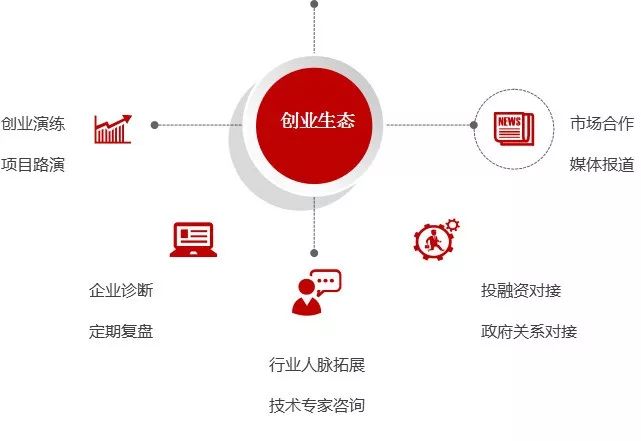 创业生态
创业演练
项目路演
NEWS
市场合作
媒体报道
企业诊断
定期复盘
行业人脉拓展
技术专家咨询
投融资对接
政府关系对接